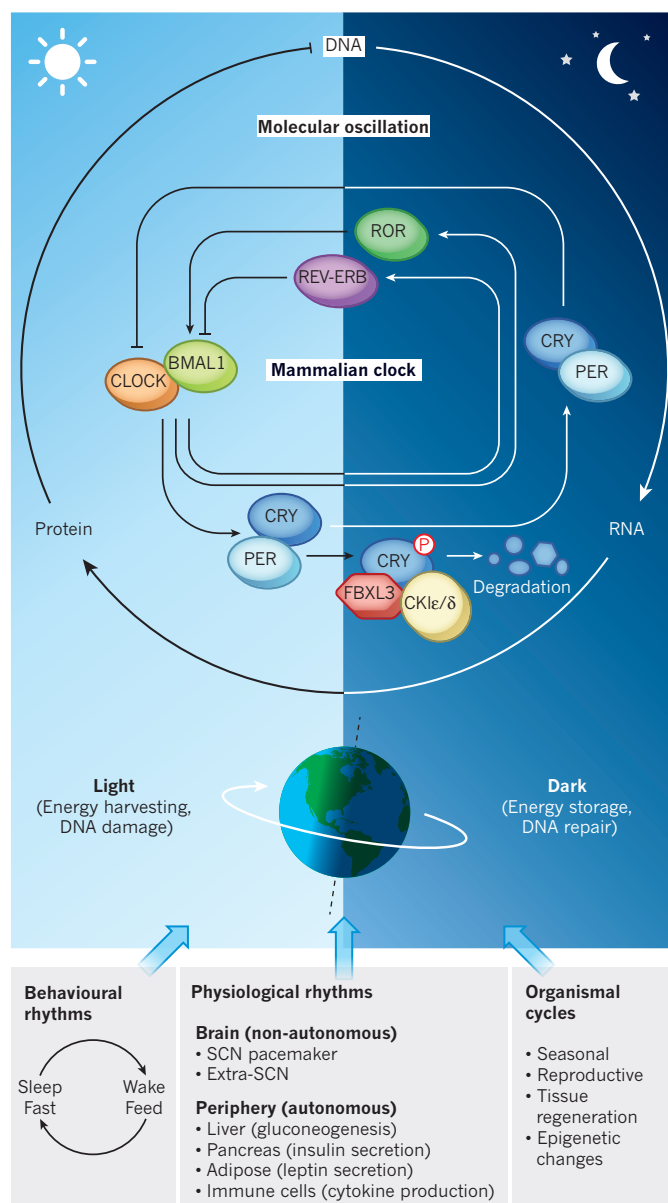 DNA
Molecular oscillation
ROR
REV-ERB
BMAL1
CLOCK
Mammalian clock
CRY
PER
Protein
RNA
CRY
PER
CRY
P
FBXL3
CKIε/δ
Degradation
Light
(Energy harvesting,
DNA damage)
Dark
(Energy storage,
DNA repair)
Behavioural
rhythms
Sleep
Fast
Wake
Feed
Physiological rhythms
Brain (non-autonomous)
• SCN pacemaker
• Extra-SCN
Periphery (autonomous)
• Liver (gluconeogenesis)
• Pancreas (insulin secretion)
• Adipose (leptin secretion)
• Immune cells (cytokine production)
Organismal
cycles
• Seasonal
• Reproductive
• Tissue
regeneration
• Epigenetic
changes